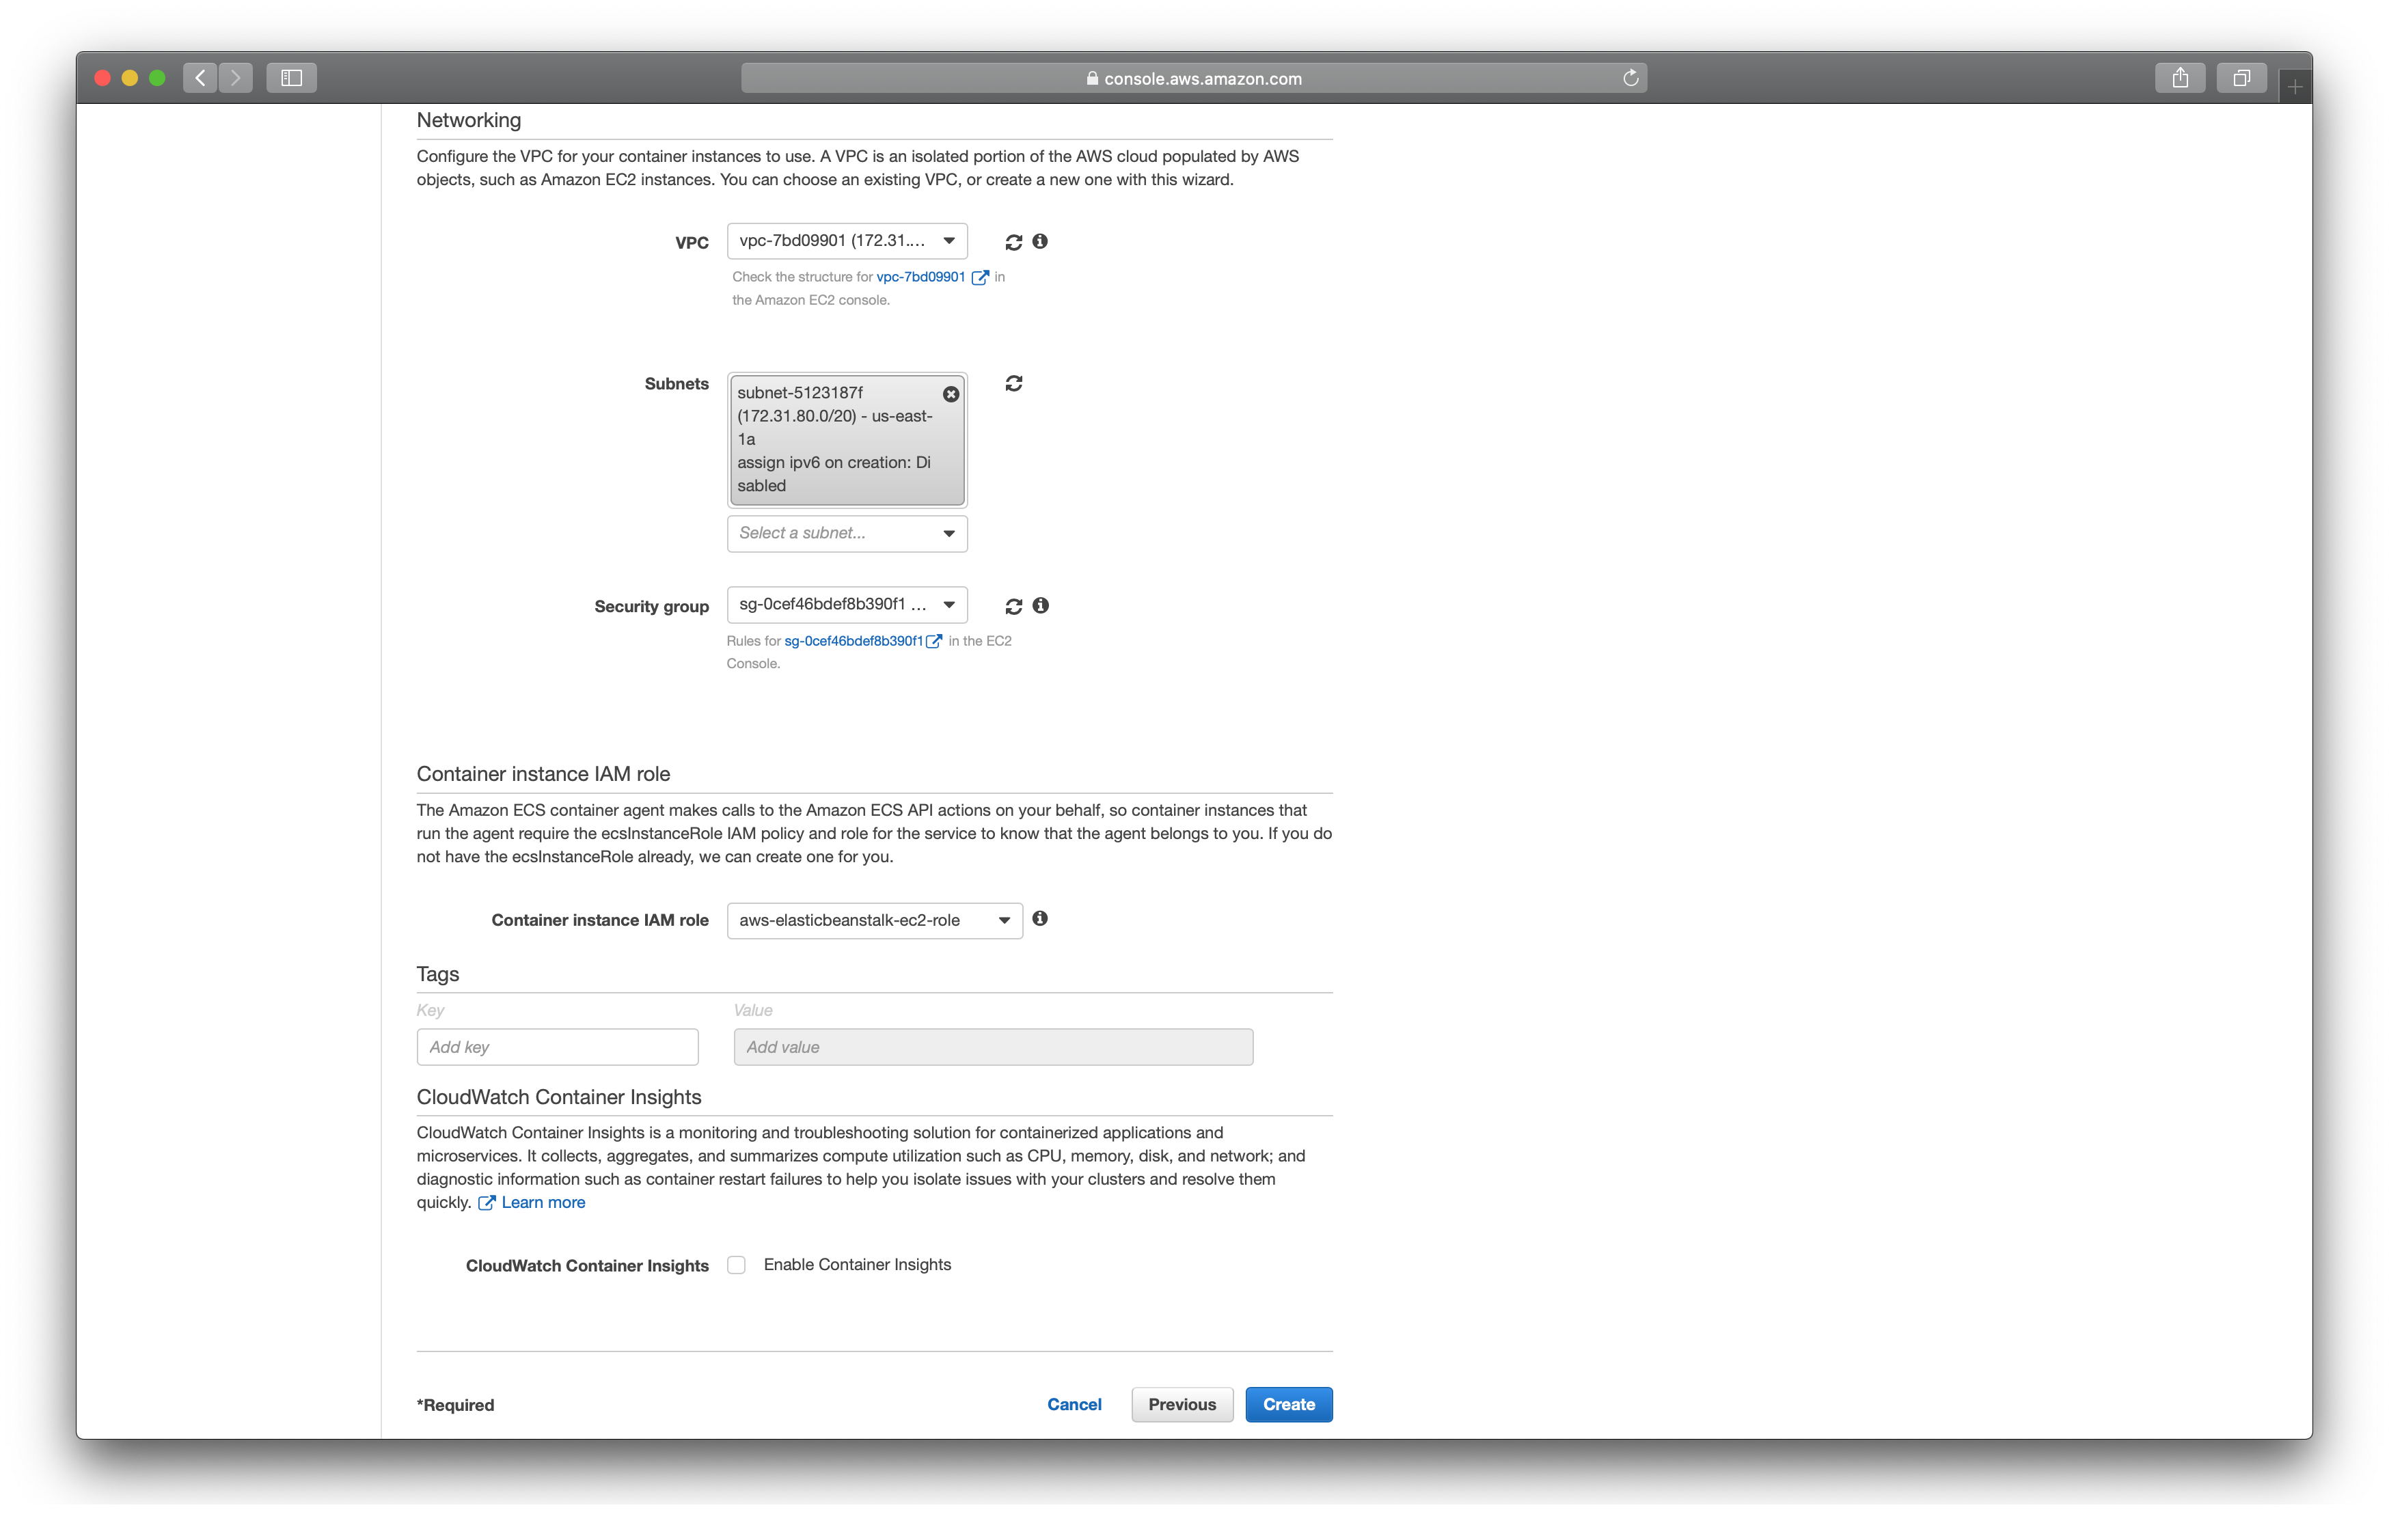 console.aws.amazon.com
Networking
Configure the VPC for your container instances to use. A VPC is an isolated portion of the AWS cloud populated by AWS
objects, such as Amazon EC2 instances. You can choose an existing VPC, or create a new one with this wizard.
VPC
vpc-7bd09901 (172.31....
Check the structure for vpc-7bd09901 in
the Amazon EC2 console.
Subnets
subnet-5123187f
(172.31.80.0/20) - us-east-
1a
assign ipv6 on creation: Di
sabled
Select a subnet...
Security group
sg-0cef46bdef8b390f1 ...
Rules for sg-0cef46bdef8b390f1 in the EC2
Console.
Container instance IAM role
The Amazon ECS container agent makes calls to the Amazon ECS API actions on your behalf, so container instances that
run the agent require the ecsInstanceRole IAM policy and role for the service to know that the agent belongs to you. If you do
not have the ecsInstanceRole already, we can create one for you.
Container instance IAM role
aws-elasticbeanstalk-ec2-role
Tags
Key
Value
Add key
Add value
CloudWatch Container Insights
CloudWatch Container Insights is a monitoring and troubleshooting solution for containerized applications and
microservices. It collects, aggregates, and summarizes compute utilization such as CPU, memory, disk, and network; and
diagnostic information such as container restart failures to help you isolate issues with your clusters and resolve them
quickly. Learn more
CloudWatch Container Insights
Enable Container Insights
*Required
Cancel
Previous
Create